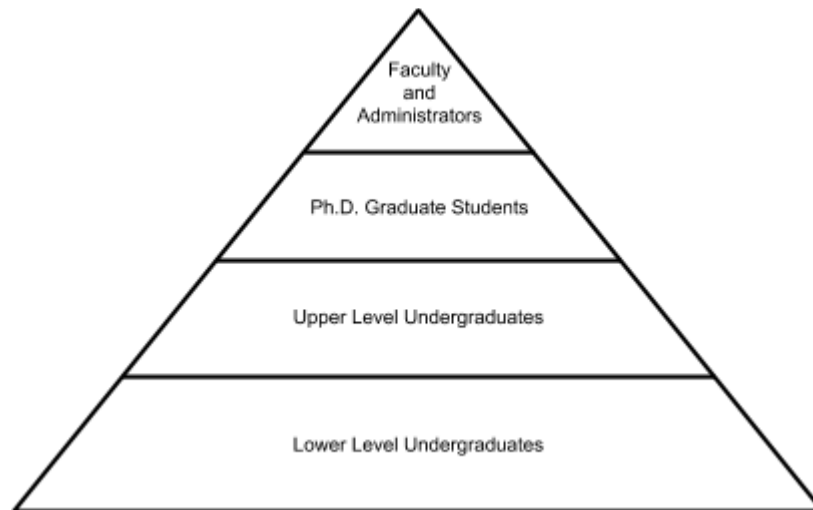 Faculty
and
Administrators
Ph.D. Graduate Students
Upper Level Undergraduates
Lower Level Undergraduates